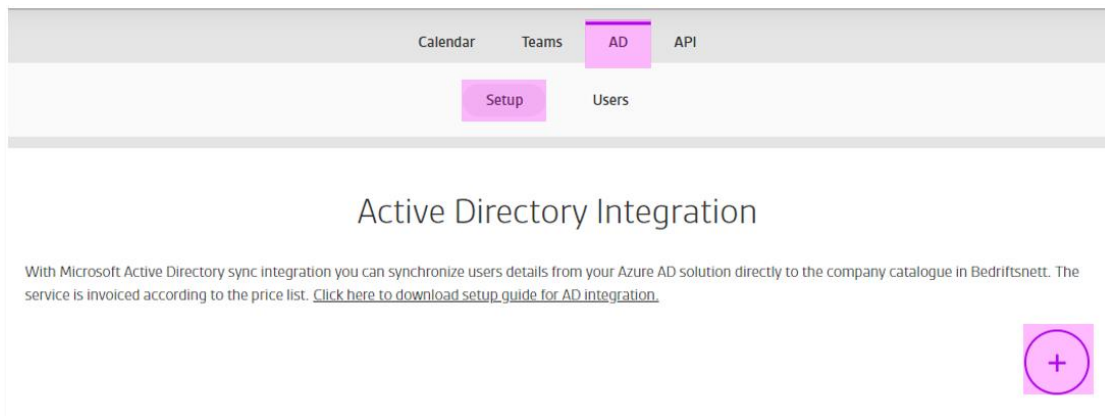 Calendar Teams AD API
Setup Users
Active Directory Integration
With Microsoft Active Directory sync integration you can synchronize users details from your Azure AD solution directly to the company catalogue in Bedriftsnett. The
service is invoiced according to the price list. Click here to download setup guide for AD integration.
+